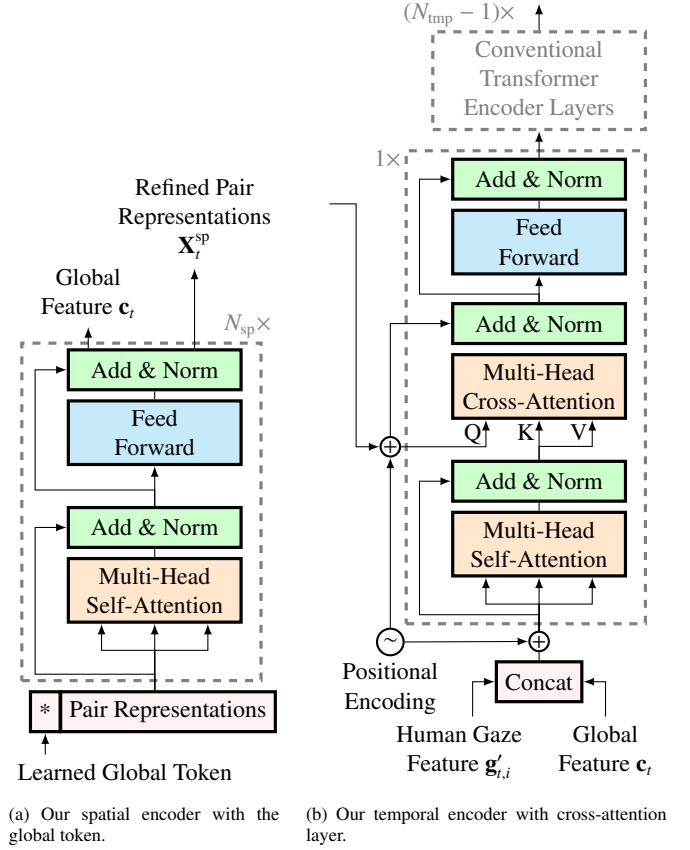 Refined Pair
Representations
X_t^sp
Global
Feature c_t
N_sp×
Add & Norm
Feed
Forward
Add & Norm
Multi-Head
Self-Attention
* Pair Representations
Learned Global Token
(a) Our spatial encoder with the
global token.
(N_tmp − 1)×
Conventional
Transformer
Encoder Layers
1×
Add & Norm
Feed
Forward
Add & Norm
Multi-Head
Cross-Attention
Q K V
+
Add & Norm
Multi-Head
Self-Attention
~ +
Positional
Encoding
Concat
Human Gaze
Feature g′_t,i
Global
Feature c_t
(b) Our temporal encoder with cross-attention
layer.